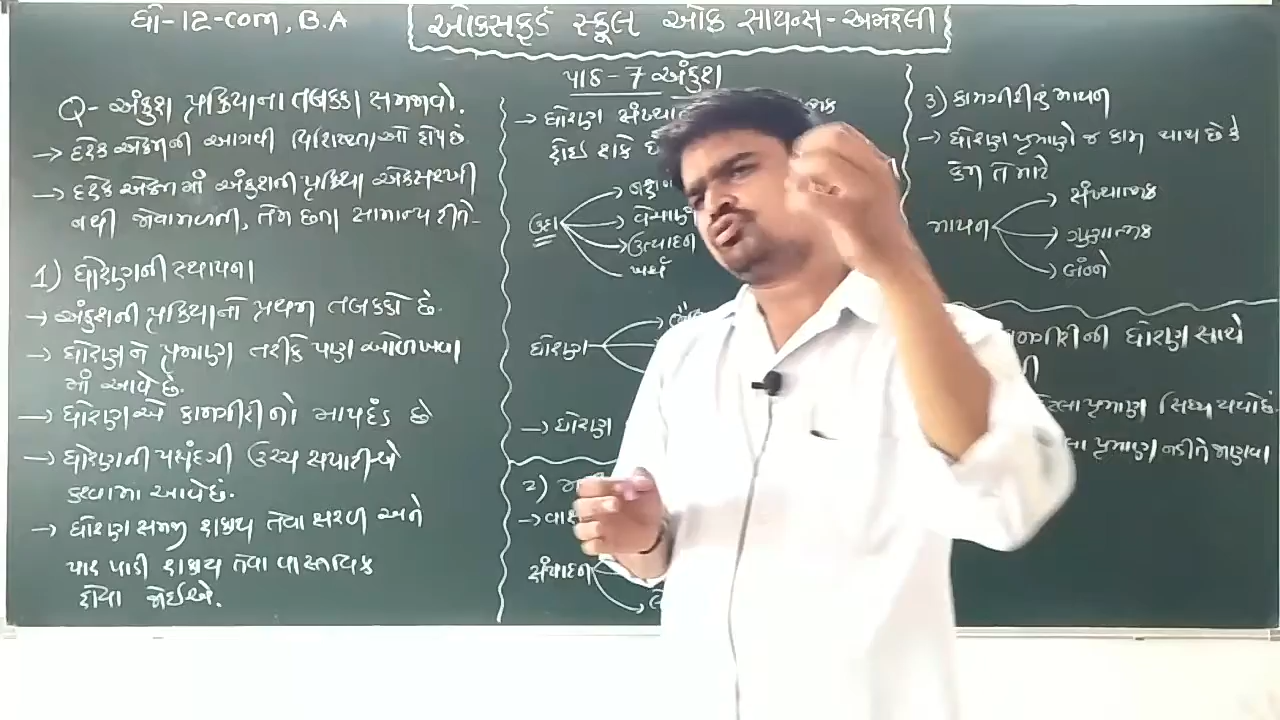 ધો-12-com, B.A
ઓક્સફર્ડ સ્કૂલ ઓફ સાયન્સ-અમરેલી
પાઠ-7 અંકુશ
Q- અંકુશ પ્રક્રિયાના તબક્કા સમજાવો.
→ દરેક એકમની આગવી વિશિષ્ટતાઓ હોય છે
→ દરેક એકમમાં અંકુશની પ્રક્રિયા એકસરખી
નથી જોવામળતી, તેમ છતા સામાન્ય રીતે-
1) ધોરણની સ્થાપના
→ અંકુશની પ્રક્રિયાનો પ્રથમ તબક્કો છે.
→ ધોરણને પ્રમાણ તરીકે પણ ઓળખવા
માં આવે છે.
→ ધોરણએ કામગીરીનો માપદંડ છે
→ ધોરણની પસંદગી ઉચ્ચ સપાટીએ
કરવામા આવેછે.
→ ધોરણ સમજી શકાય તેવા સરળ અને
પાર પાડી શકાય તેવા વાસ્તવિક
હોવા જોઈએ.
→ ધોરણ
હોઈ શકે છે
ઉદા
વેચાણ
ઉત્પાદન
ખર્ચ
ધોરણ
→ ધોરણ
2)
સંપાદન
3) કામગીરીનું માપન
→ ધોરણ પ્રમાણે જ કામ થાય છે કે
કેમ તે માટે
માપન
સંખ્યાત્મક
ગુણાત્મક
બંન્ને
ની ધોરણ સાથે
પ્રમાણ સિધ્ધ થયો છે.
પ્રમાણ નકીતે જાણવા